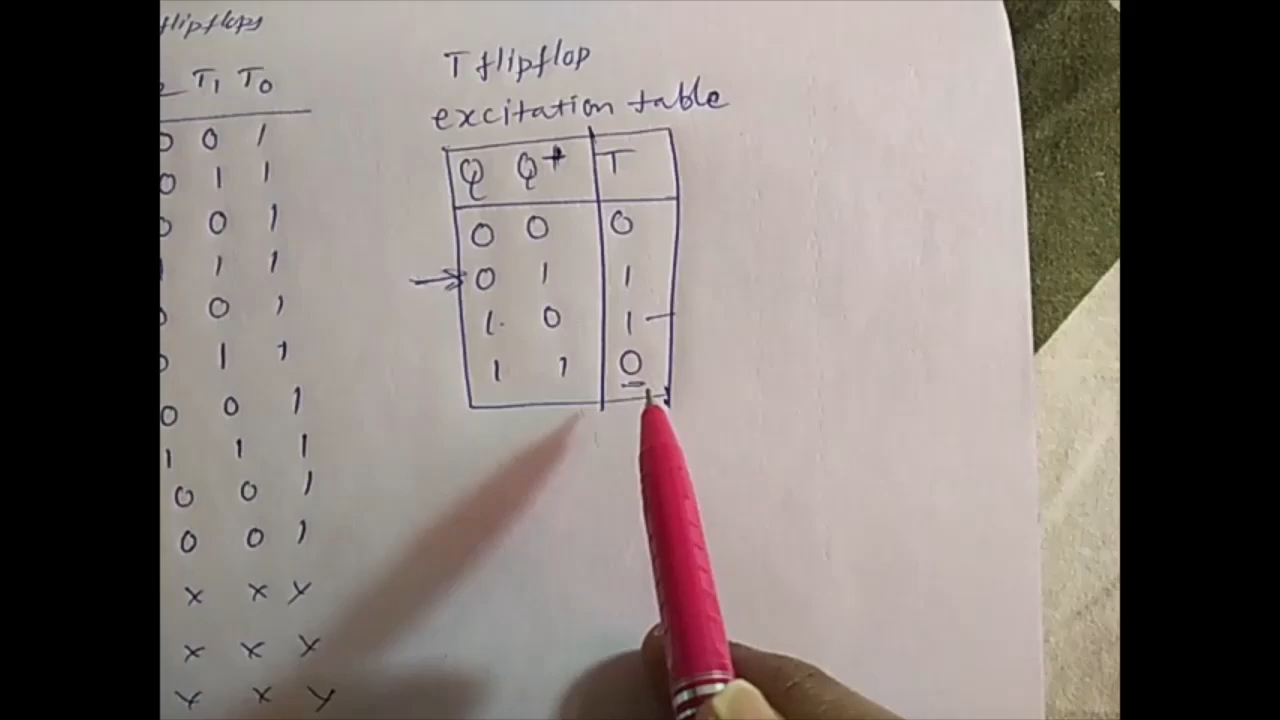 flipflops
T1 T0
0 0 1
0 1 1
0 0 1
1 1 1
0 0 1
0 1 1
0 0 1
1 1 1
0 0 1
0 0 1
x x x
x x x
x x x
T flipflop
excitation table
Q Q+ T
0 0 0
0 1 1
1 0 1
1 1 0